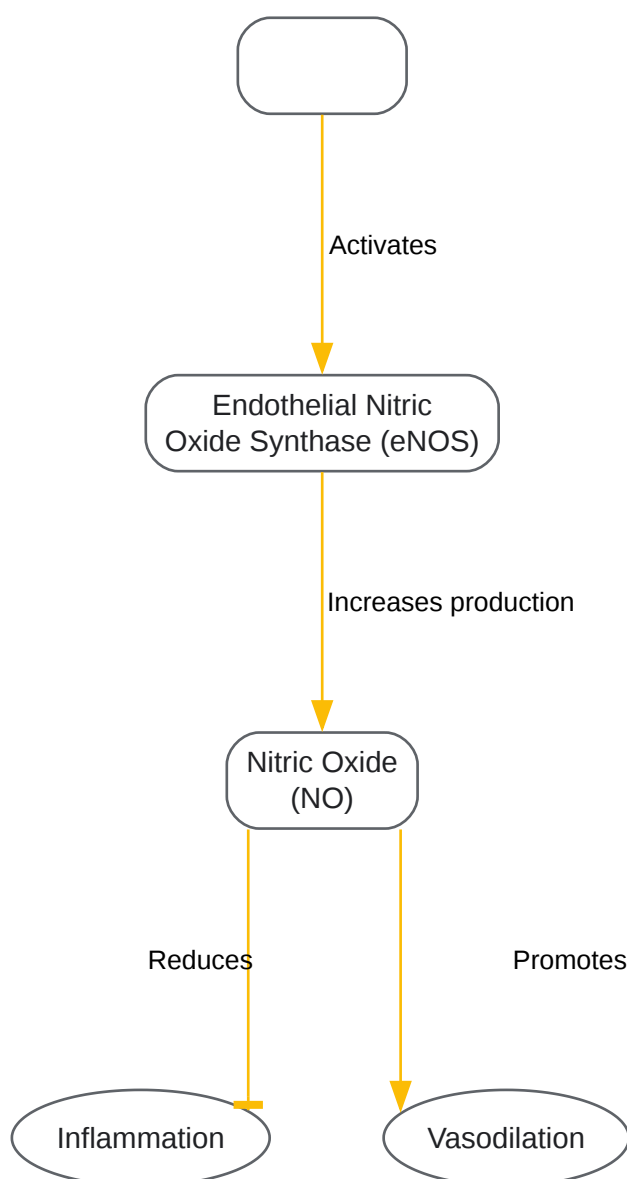 Activates
Endothelial Nitric
Oxide Synthase (eNOS)
Increases production
Nitric Oxide
(NO)
Reduces
Promotes
Inflammation
Vasodilation